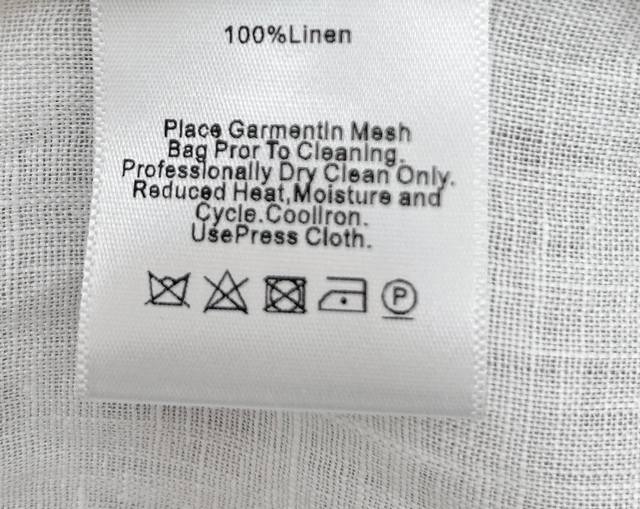 100%Linen
Place GarmentIn Mesh
Bag Pror To Cleaning.
Professionally Dry Clean Only.
Reduced Heat,Moisture and
Cycle.CoolIron.
UsePress Cloth.
P